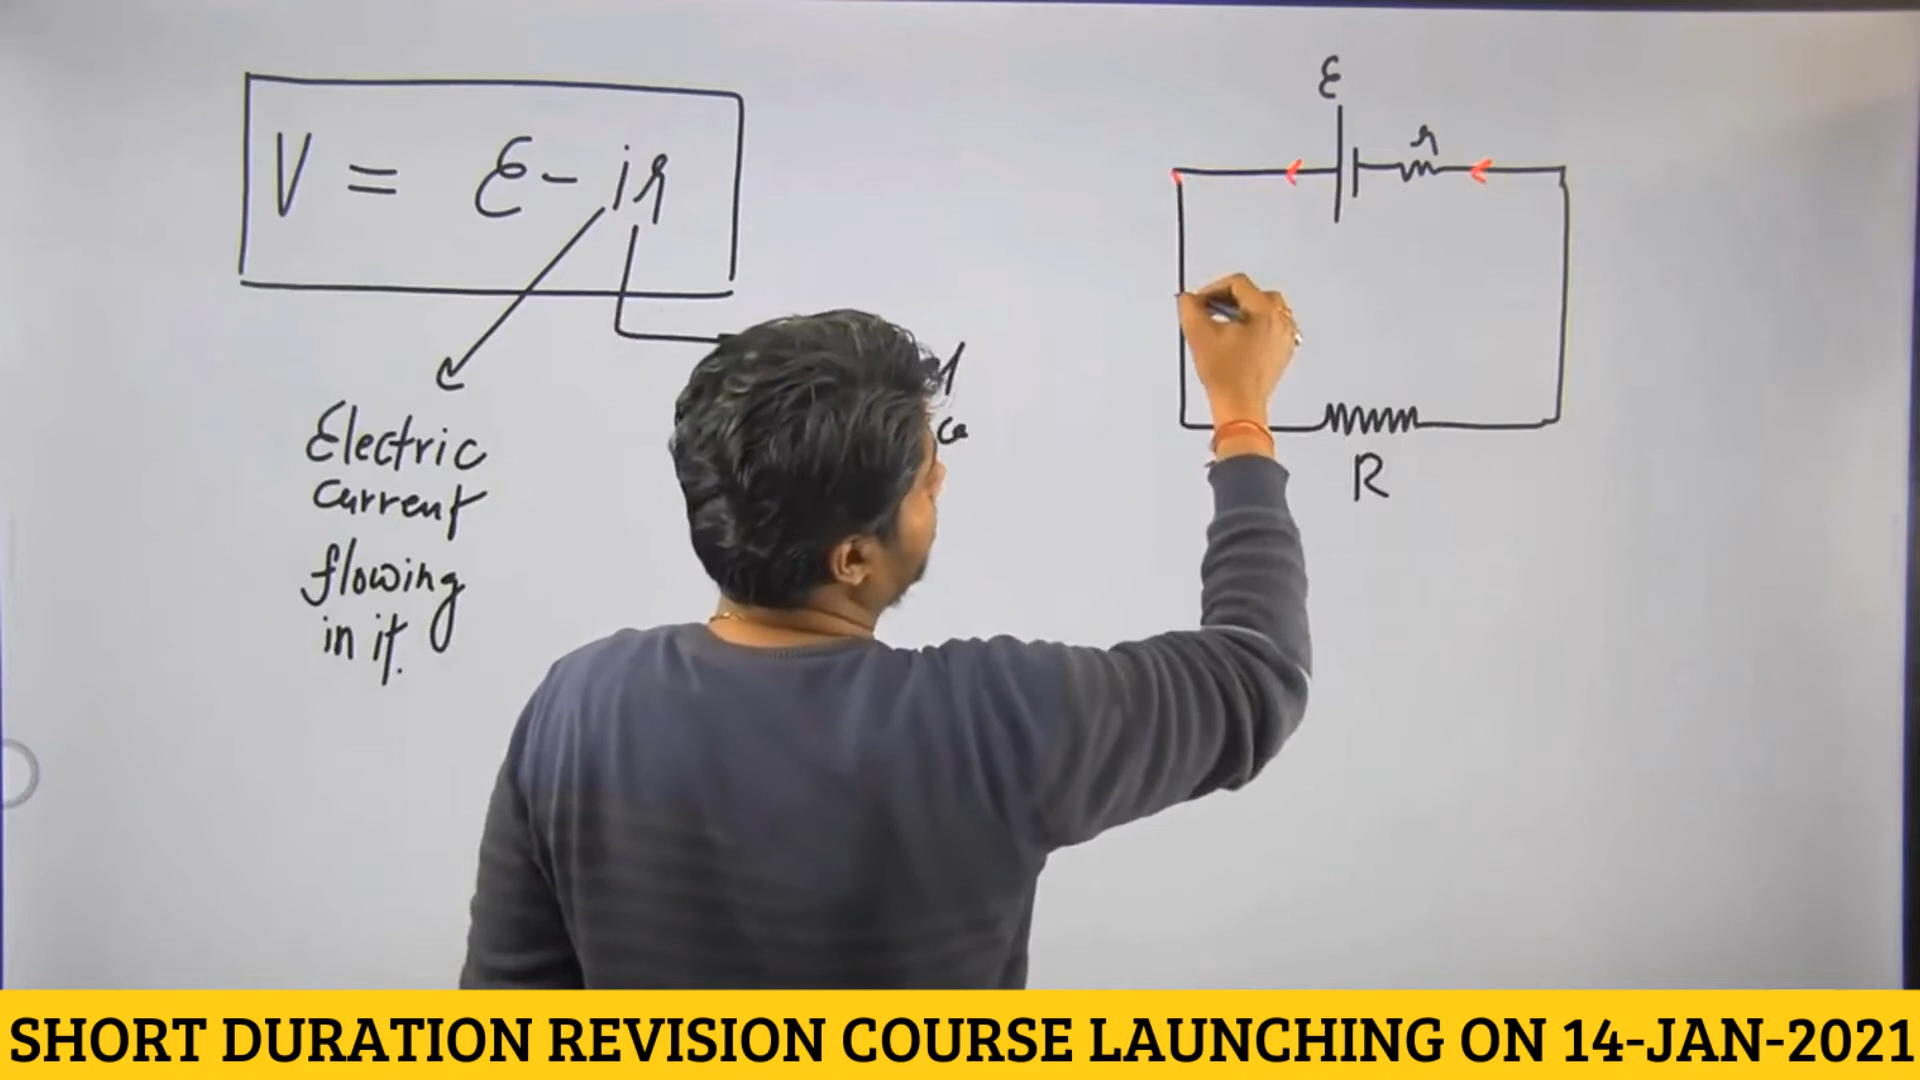 V = ε - ir
Electric
current
flowing
in it.
ε
r
R
SHORT DURATION REVISION COURSE LAUNCHING ON 14-JAN-2021